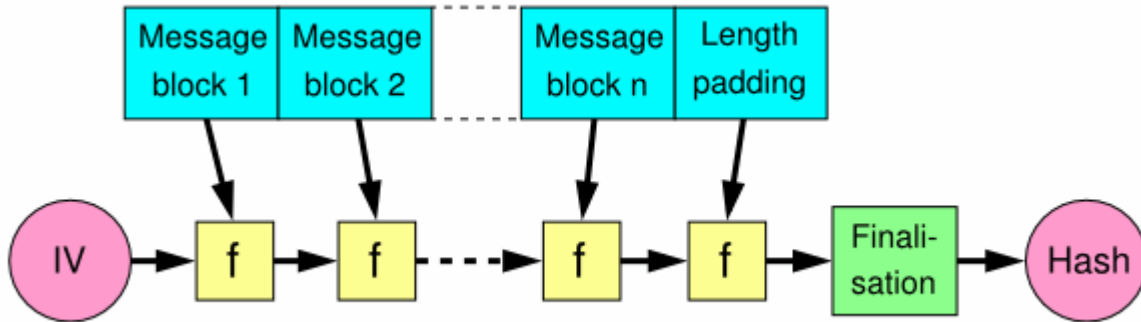 Message
block 1
Message
block 2
Message
block n
Length
padding
IV
f
f
f
f
Finali-
sation
Hash